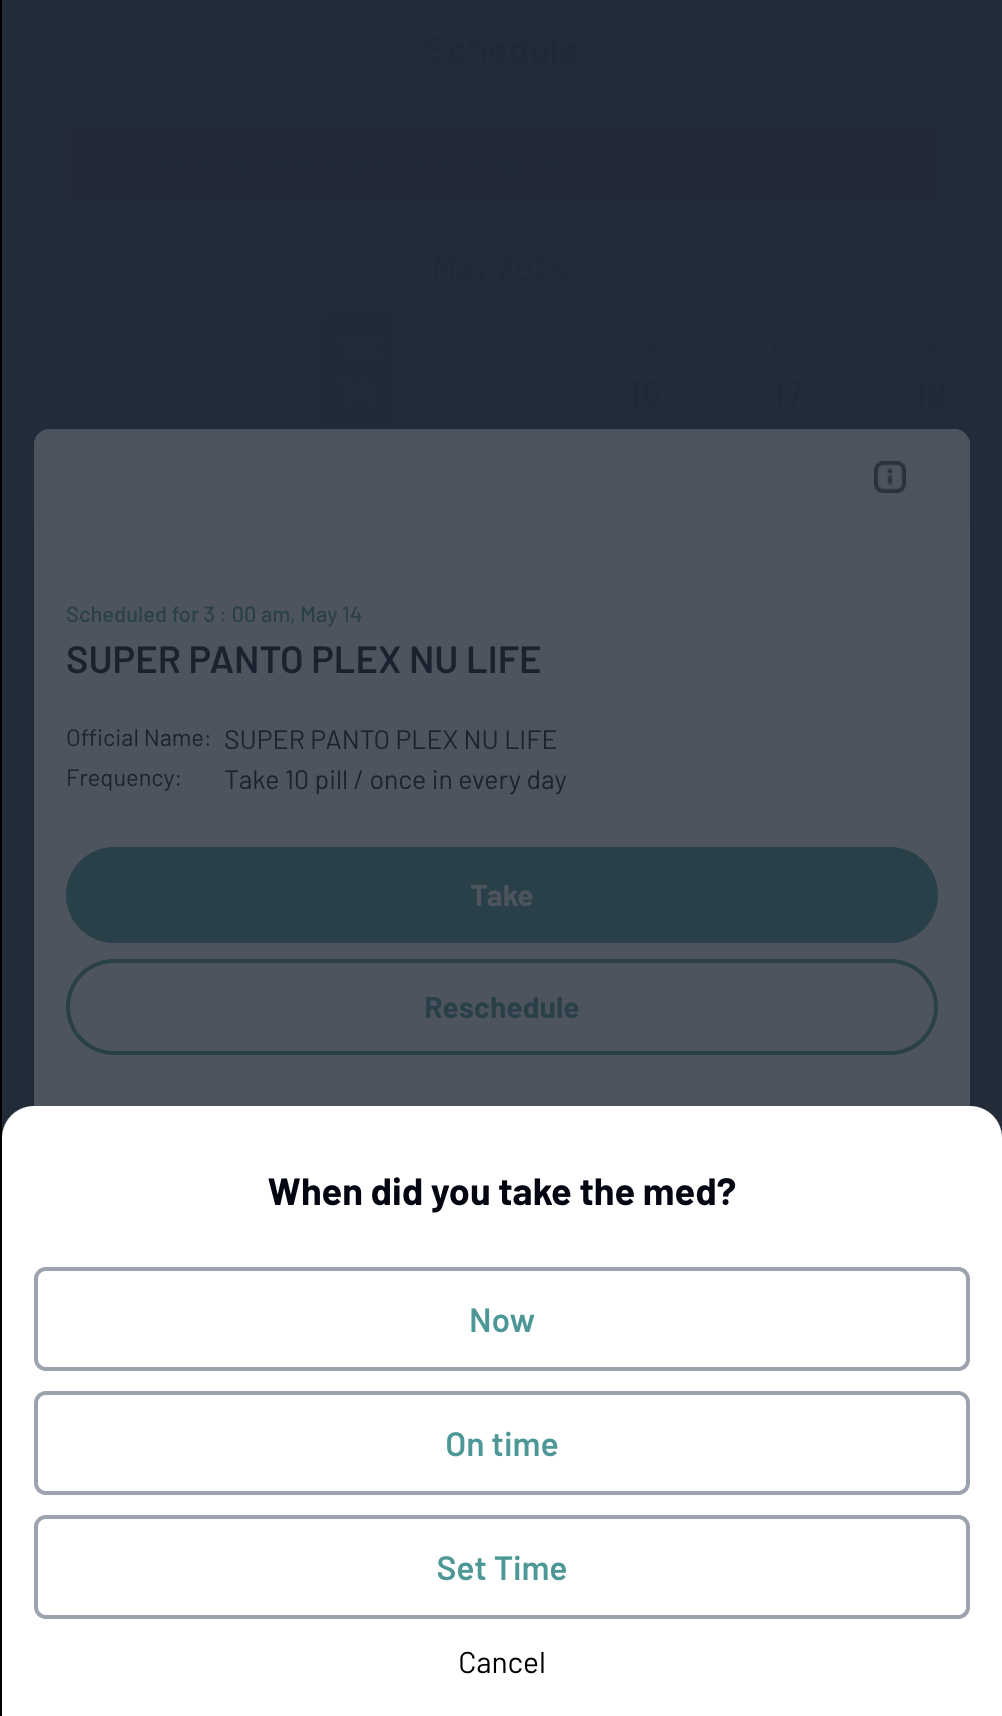 Schedule
May 2024
THU FRI SAT
12 13 14 15 16 17 18
Scheduled for 3 : 00 am, May 14
SUPER PANTO PLEX NU LIFE
Official Name: SUPER PANTO PLEX NU LIFE
Frequency: Take 10 pill / once in every day
Take
Reschedule
When did you take the med?
Now
On time
Set Time
Cancel